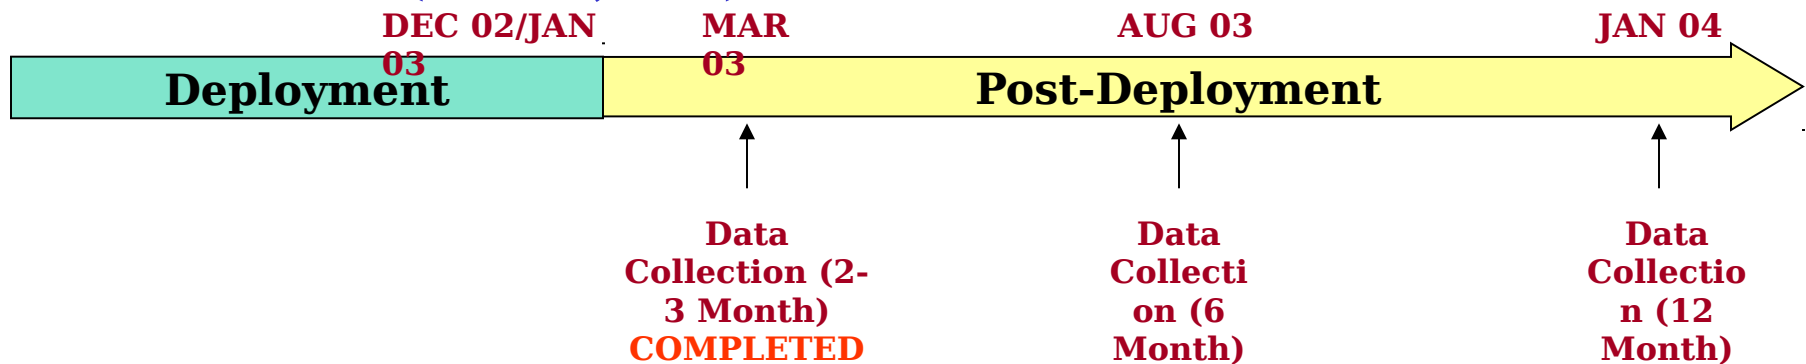 DEC 02/JAN
03
MAR
03
AUG 03
JAN 04
Deployment
Post-Deployment
Data
Collection (2-
3 Month)
COMPLETED
Data
Collecti
on (6
Month)
Data
Collectio
n (12
Month)